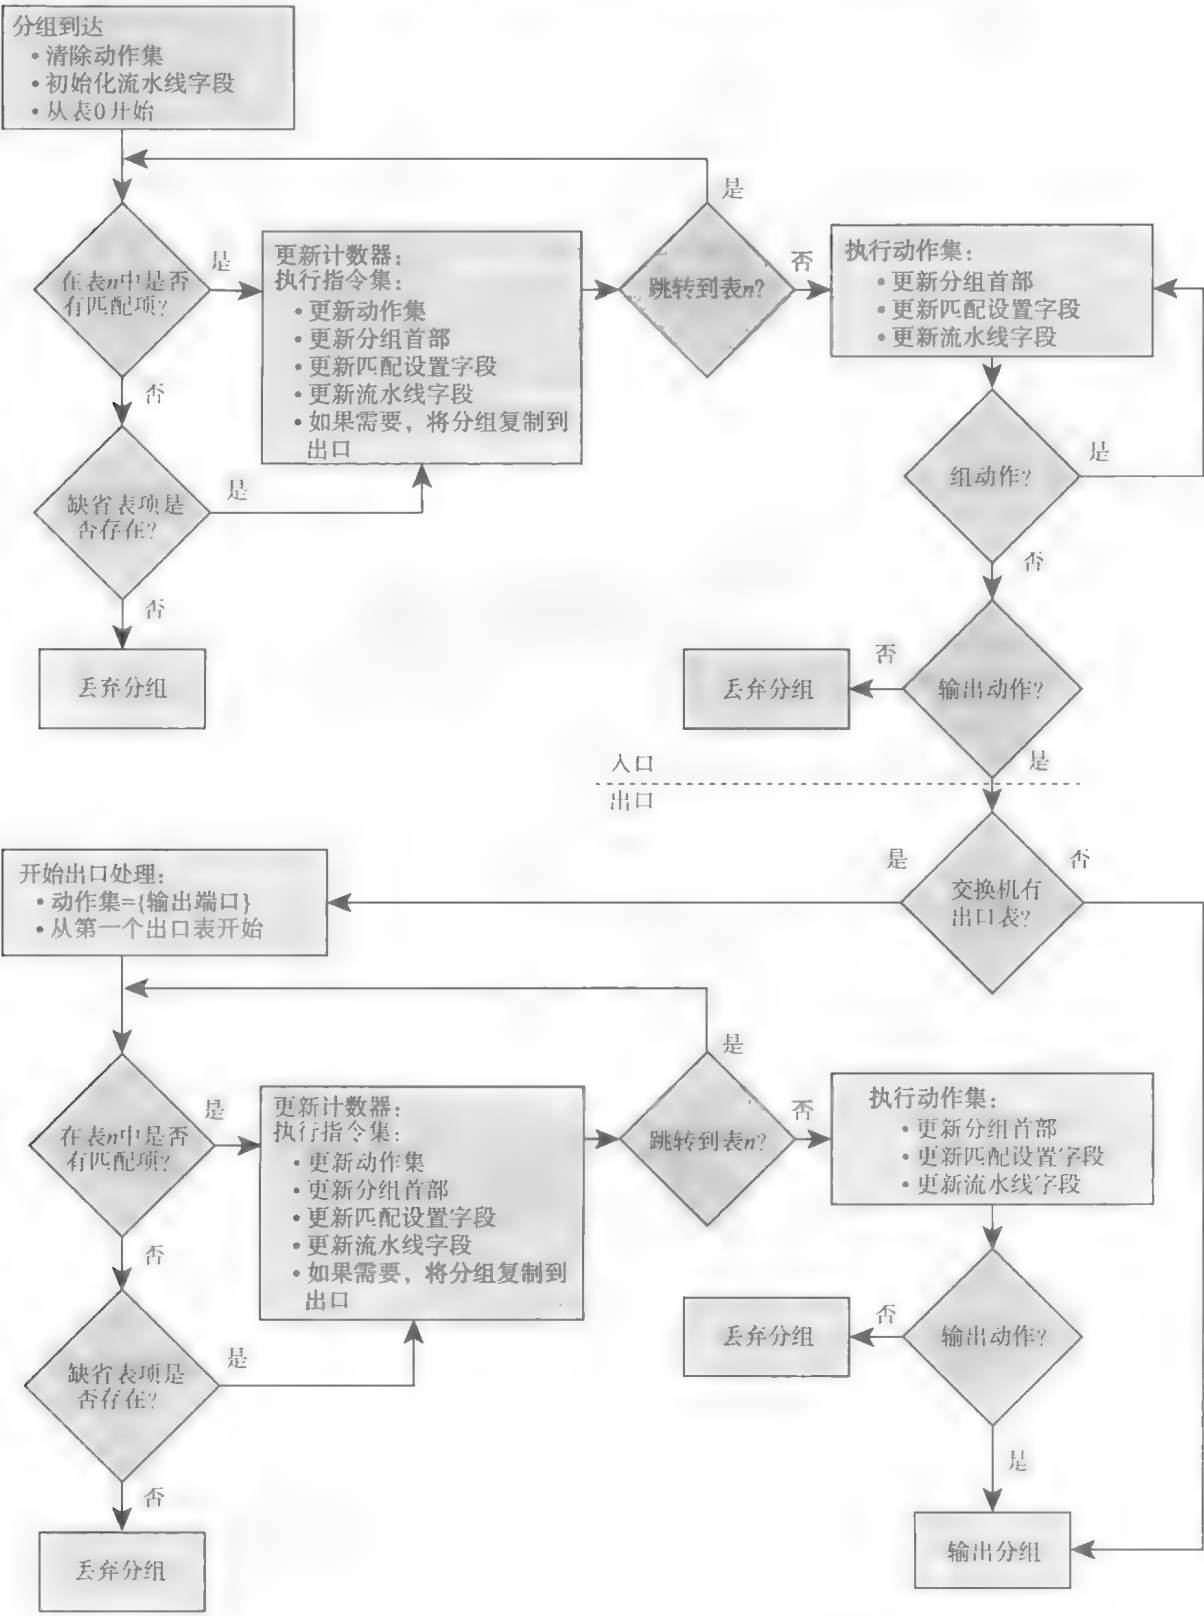 分组到达
• 清除动作集
• 初始化流水线字段
• 从表0开始
是
在表n中是否
有匹配项?
是
更新计数器:
执行指令集:
• 更新动作集
• 更新分组首部
• 更新匹配设置字段
• 更新流水线字段
• 如果需要，将分组复制到
出口
跳转到表n?
否
执行动作集:
• 更新分组首部
• 更新匹配设置字段
• 更新流水线字段
否
缺省表项是
否存在?
是
组动作?
是
否
否
丢弃分组
丢弃分组
否
输出动作?
是
入口
出口
开始出口处理:
• 动作集={输出端口}
• 从第一个出口表开始
是
交换机有
出口表?
否
是
在表n中是否
有匹配项?
是
更新计数器:
执行指令集:
• 更新动作集
• 更新分组首部
• 更新匹配设置字段
• 更新流水线字段
• 如果需要，将分组复制到
出口
跳转到表n?
否
执行动作集:
• 更新分组首部
• 更新匹配设置字段
• 更新流水线字段
否
缺省表项是
否存在?
是
丢弃分组
否
输出动作?
是
否
丢弃分组
输出分组